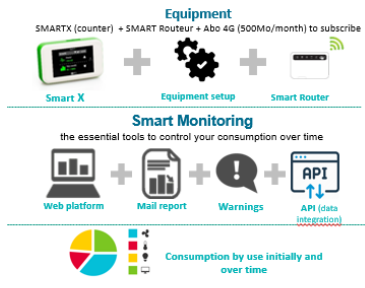 Equipment
SMARTX (counter) + SMART Routeur + Abo 4G (500Mo/month) to subscribe
Smart X
Equipment setup
Smart Router
Smart Monitoring
the essential tools to control your consumption over time
API
Web platform
Mail report
Warnings
API (data
integration)
Consumption by use initially and
over time